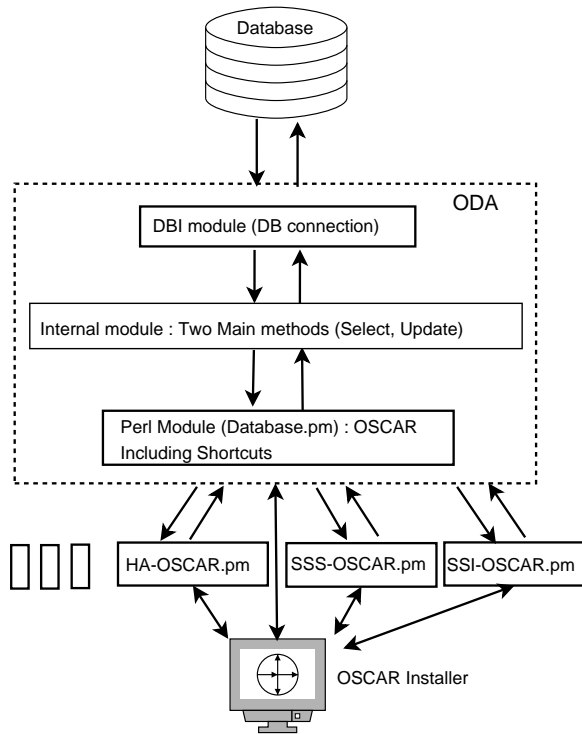 Database
ODA
DBI module (DB connection)
Internal module : Two Main methods (Select, Update)
Perl Module (Database.pm) : OSCAR
Including Shortcuts
HA-OSCAR.pm
SSS-OSCAR.pm
SSI-OSCAR.pm
OSCAR Installer